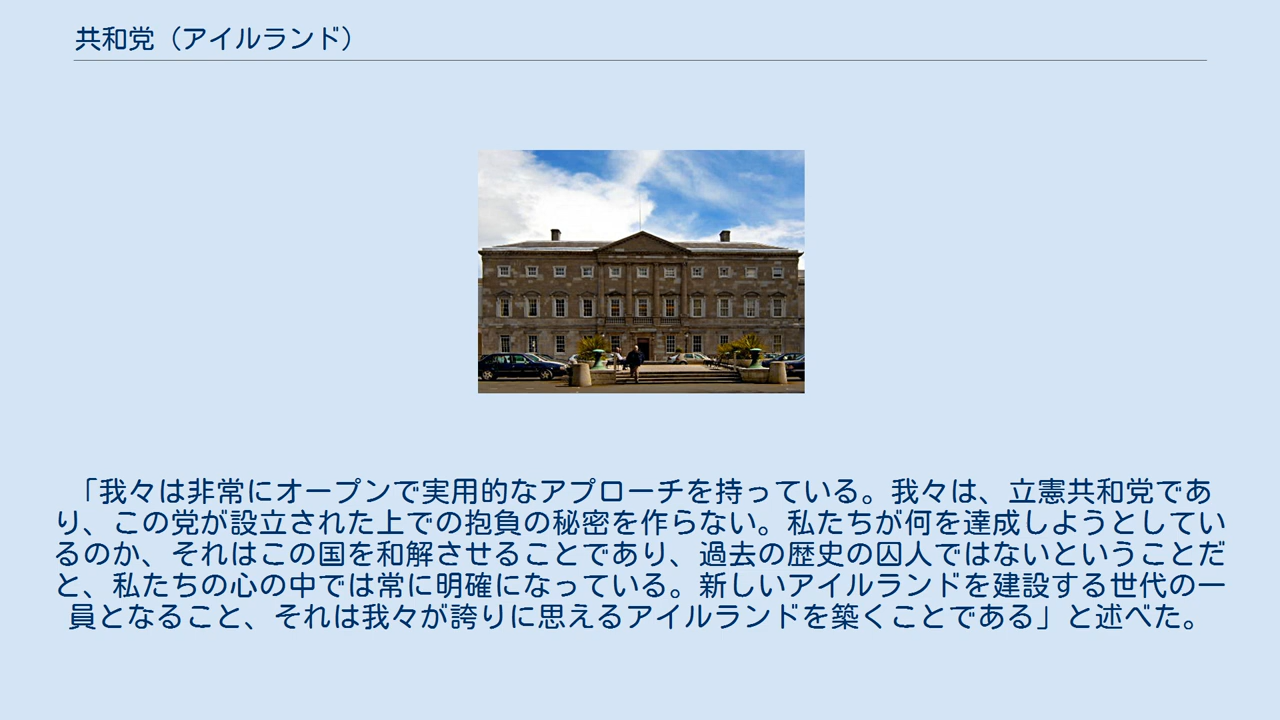 共和党（アイルランド）
「我々は非常にオープンで実用的なアプローチを持っている。我々は、立憲共和党であ
り、この党が設立された上での抱負の秘密を作らない。私たちが何を達成しようとしてい
るのか、それはこの国を和解させることであり、過去の歴史の囚人ではないということだ
と、私たちの心の中では常に明確になっている。新しいアイルランドを建設する世代の一
員となること、それは我々が誇りに思えるアイルランドを築くことである」と述べた。